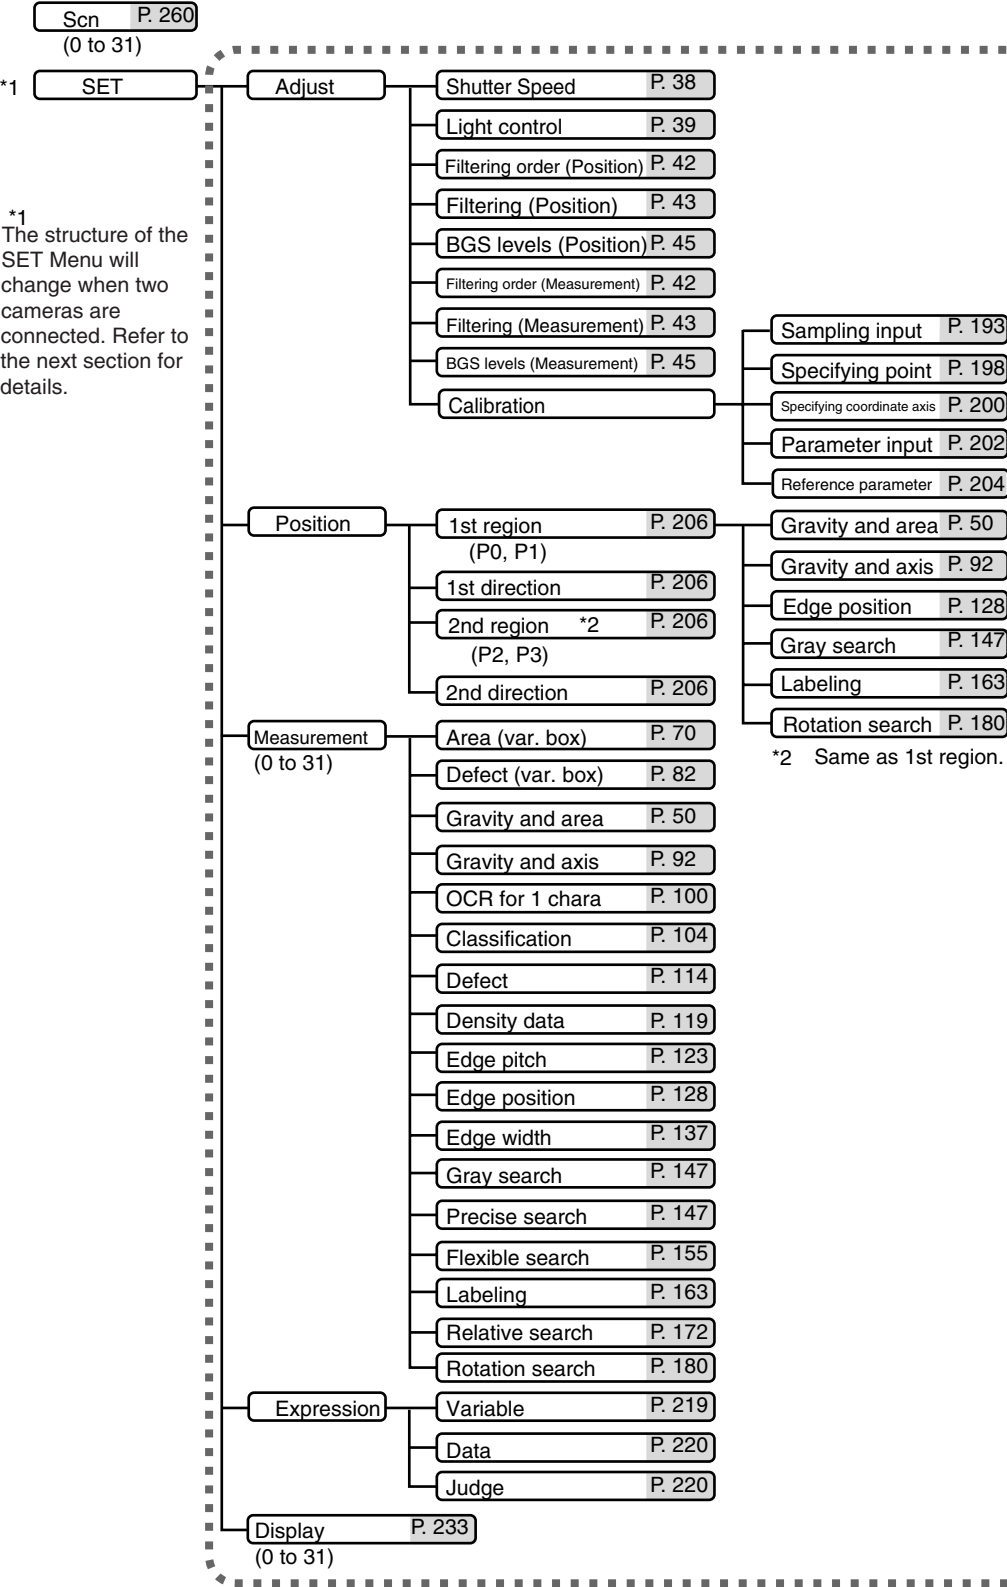 Scn P. 260
(0 to 31)
*1 SET
*1
The structure of the
SET Menu will
change when two
cameras are
connected. Refer to
the next section for
details.
Adjust
Shutter Speed P. 38
Light control P. 39
Filtering order (Position) P. 42
Filtering (Position) P. 43
BGS levels (Position) P. 45
Filtering order (Measurement) P. 42
Filtering (Measurement) P. 43
BGS levels (Measurement) P. 45
Calibration
Sampling input P. 193
Specifying point P. 198
Specifying coordinate axis P. 200
Parameter input P. 202
Reference parameter P. 204
Position
1st region P. 206
(P0, P1)
1st direction P. 206
2nd region *2 P. 206
(P2, P3)
2nd direction P. 206
Gravity and area P. 50
Gravity and axis P. 92
Edge position P. 128
Gray search P. 147
Labeling P. 163
Rotation search P. 180
*2 Same as 1st region.
Measurement
(0 to 31)
Area (var. box) P. 70
Defect (var. box) P. 82
Gravity and area P. 50
Gravity and axis P. 92
OCR for 1 chara P. 100
Classification P. 104
Defect P. 114
Density data P. 119
Edge pitch P. 123
Edge position P. 128
Edge width P. 137
Gray search P. 147
Precise search P. 147
Flexible search P. 155
Labeling P. 163
Relative search P. 172
Rotation search P. 180
Expression
Variable P. 219
Data P. 220
Judge P. 220
Display P. 233
(0 to 31)